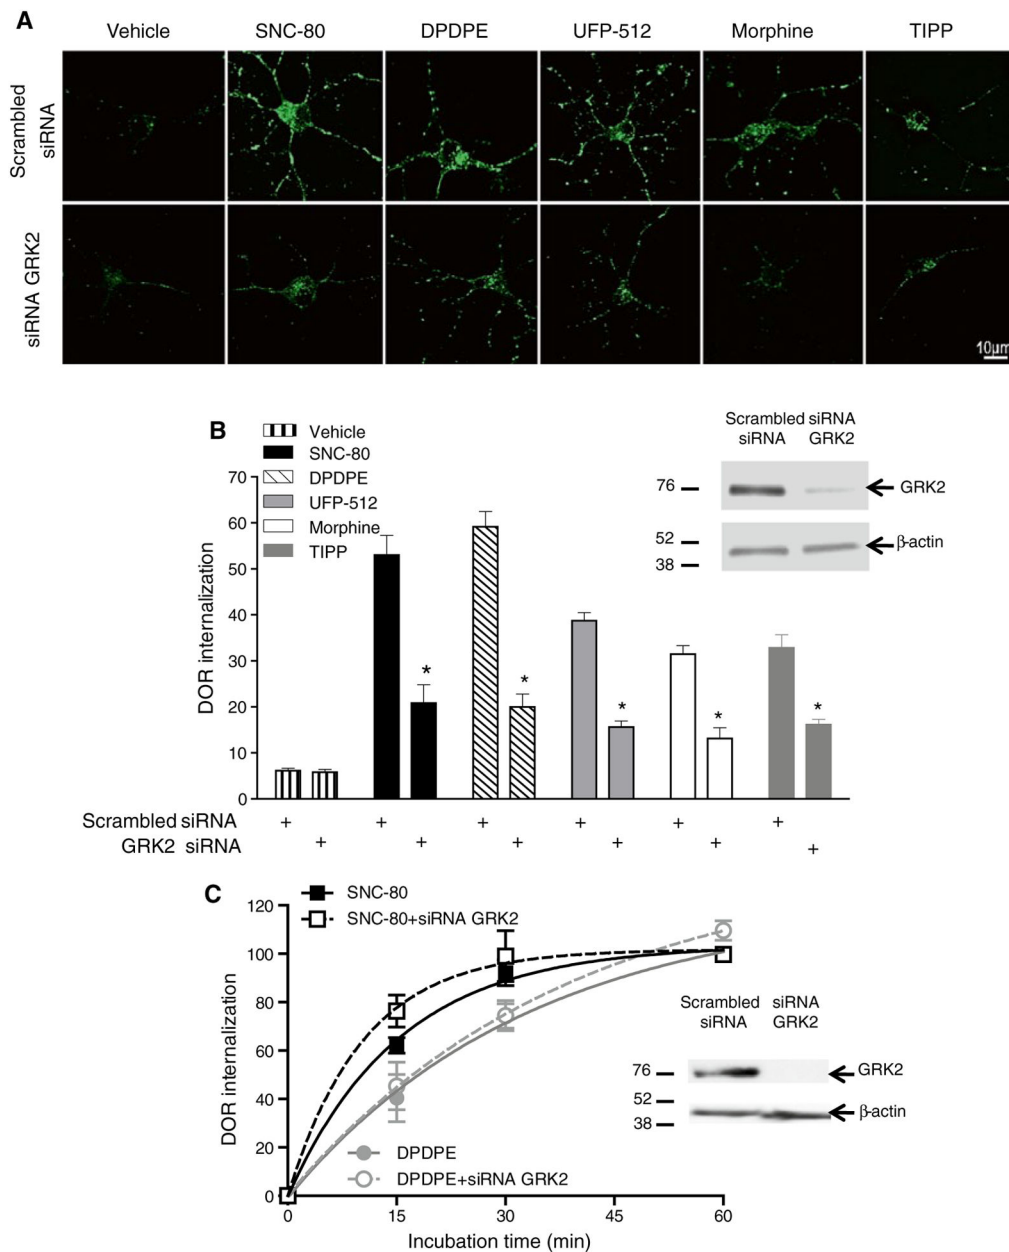 A
Vehicle SNC-80 DPDPE UFP-512 Morphine TIPP
Scrambled
siRNA
siRNA GRK2
10µm
B
Vehicle
SNC-80
DPDPE
UFP-512
Morphine
TIPP
DOR internalization
70
60
50
40
30
20
10
0
* * * * *
Scrambled siRNA + + + + + +
GRK2 siRNA + + + + + +
Scrambled siRNA
siRNA GRK2
76 GRK2
52 β-actin
38
C
SNC-80
SNC-80+siRNA GRK2
DOR internalization
120
100
80
60
40
20
0
DPDPE
DPDPE+siRNA GRK2
0 15 30 45 60
Incubation time (min)
Scrambled siRNA
siRNA GRK2
76 GRK2
52 β-actin
38